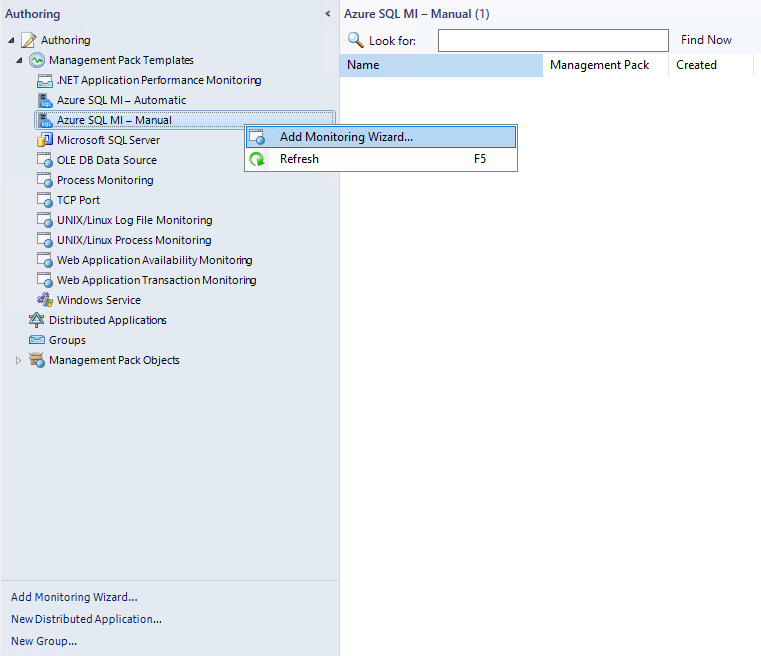 Authoring
Authoring
Management Pack Templates
.NET Application Performance Monitoring
Azure SQL MI – Automatic
Azure SQL MI – Manual
Microsoft SQL Server
OLE DB Data Source
Process Monitoring
TCP Port
UNIX/Linux Log File Monitoring
UNIX/Linux Process Monitoring
Web Application Availability Monitoring
Web Application Transaction Monitoring
Windows Service
Distributed Applications
Groups
Management Pack Objects
Add Monitoring Wizard...
New Distributed Application...
New Group...
Azure SQL MI – Manual (1)
Look for: Find Now
Name Management Pack Created
Add Monitoring Wizard...
Refresh F5